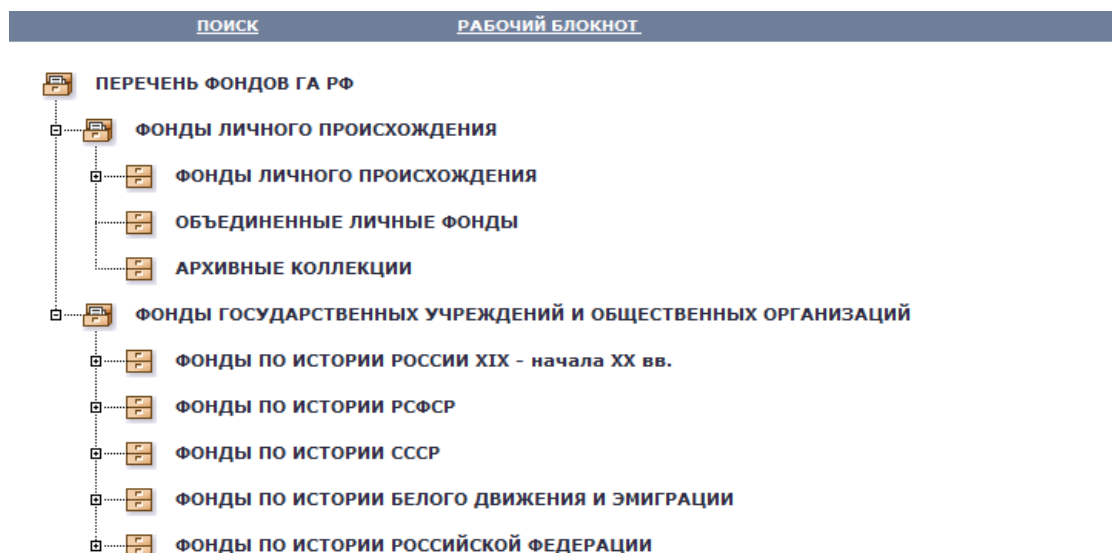 ПОИСК РАБОЧИЙ БЛОКНОТ
ПЕРЕЧЕНЬ ФОНДОВ ГА РФ
ФОНДЫ ЛИЧНОГО ПРОИСХОЖДЕНИЯ
ФОНДЫ ЛИЧНОГО ПРОИСХОЖДЕНИЯ
ОБЪЕДИНЕННЫЕ ЛИЧНЫЕ ФОНДЫ
АРХИВНЫЕ КОЛЛЕКЦИИ
ФОНДЫ ГОСУДАРСТВЕННЫХ УЧРЕЖДЕНИЙ И ОБЩЕСТВЕННЫХ ОРГАНИЗАЦИЙ
ФОНДЫ ПО ИСТОРИИ РОССИИ XIX - начала XX вв.
ФОНДЫ ПО ИСТОРИИ РСФСР
ФОНДЫ ПО ИСТОРИИ СССР
ФОНДЫ ПО ИСТОРИИ БЕЛОГО ДВИЖЕНИЯ И ЭМИГРАЦИИ
ФОНДЫ ПО ИСТОРИИ РОССИЙСКОЙ ФЕДЕРАЦИИ